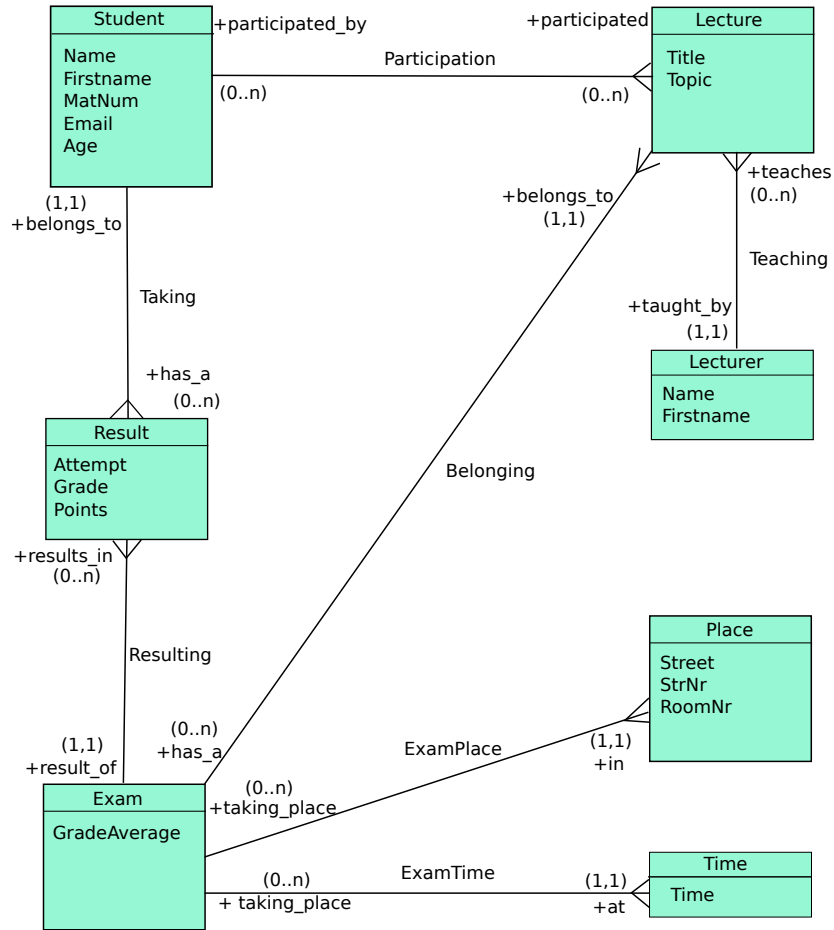 Student
Name
Firstname
MatNum
Email
Age
+participated_by
Participation
(0..n)
+participated
(0..n)
Lecture
Title
Topic
+teaches
(0..n)
Teaching
+taught_by
(1,1)
Lecturer
Name
Firstname
+belongs_to
(1,1)
Belonging
(0..n)
+has_a
(1,1)
+belongs_to
Taking
+has_a
(0..n)
Result
Attempt
Grade
Points
+results_in
(0..n)
Resulting
(1,1)
+result_of
Exam
GradeAverage
(0..n)
+taking_place
ExamPlace
(1,1)
+in
Place
Street
StrNr
RoomNr
(0..n)
+ taking_place
ExamTime
(1,1)
+at
Time
Time